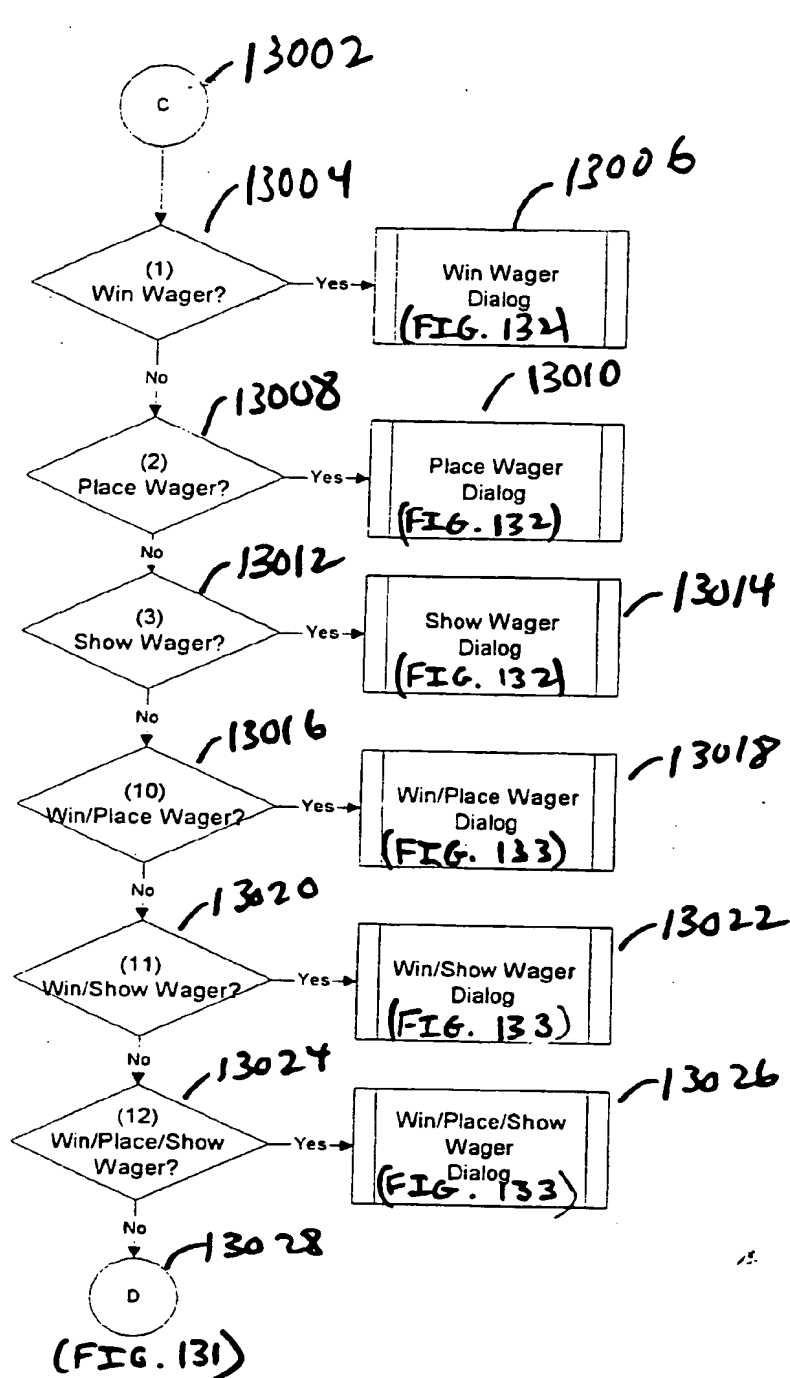 13002
C
13004
13006
(1)
Win Wager?
Yes
Win Wager
Dialog
(FIG. 132)
No
13008
13010
(2)
Place Wager?
Yes
Place Wager
Dialog
(FIG. 132)
No
13012
13014
(3)
Show Wager?
Yes
Show Wager
Dialog
(FIG. 132)
No
13016
13018
(10)
Win/Place Wager?
Yes
Win/Place Wager
Dialog
(FIG. 133)
No
13020
13022
(11)
Win/Show Wager?
Yes
Win/Show Wager
Dialog
(FIG. 133)
No
13024
13026
(12)
Win/Place/Show
Wager?
Yes
Win/Place/Show
Wager
Dialog
(FIG. 133)
No
13028
D
(FIG. 131)